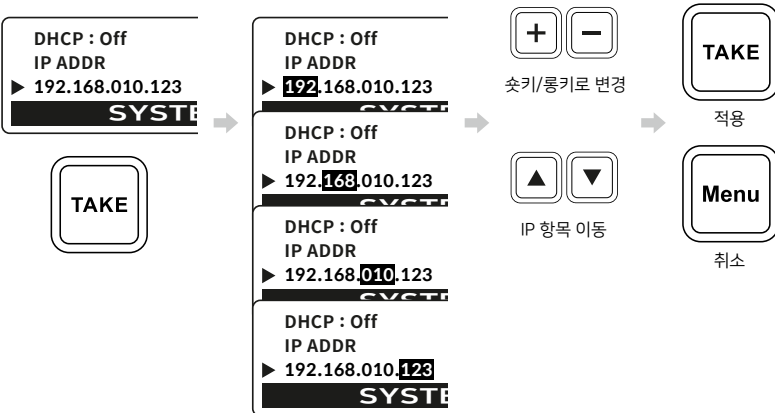 DHCP : Off
IP ADDR
▶ 192.168.010.123
SYSTE
TAKE
DHCP : Off
IP ADDR
▶ 192.168.010.123
SYSTE
DHCP : Off
IP ADDR
▶ 192.168.010.123
SYSTE
DHCP : Off
IP ADDR
▶ 192.168.010.123
SYSTE
DHCP : Off
IP ADDR
▶ 192.168.010.123
SYSTE
+ −
숏키/롱키로 변경
▲ ▼
IP 항목 이동
TAKE
적용
Menu
취소